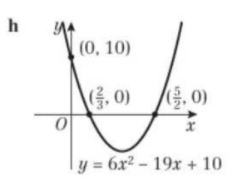 h
y
(0, 10)
(2/3, 0) (5/2, 0)
O x
y = 6x² − 19x + 10